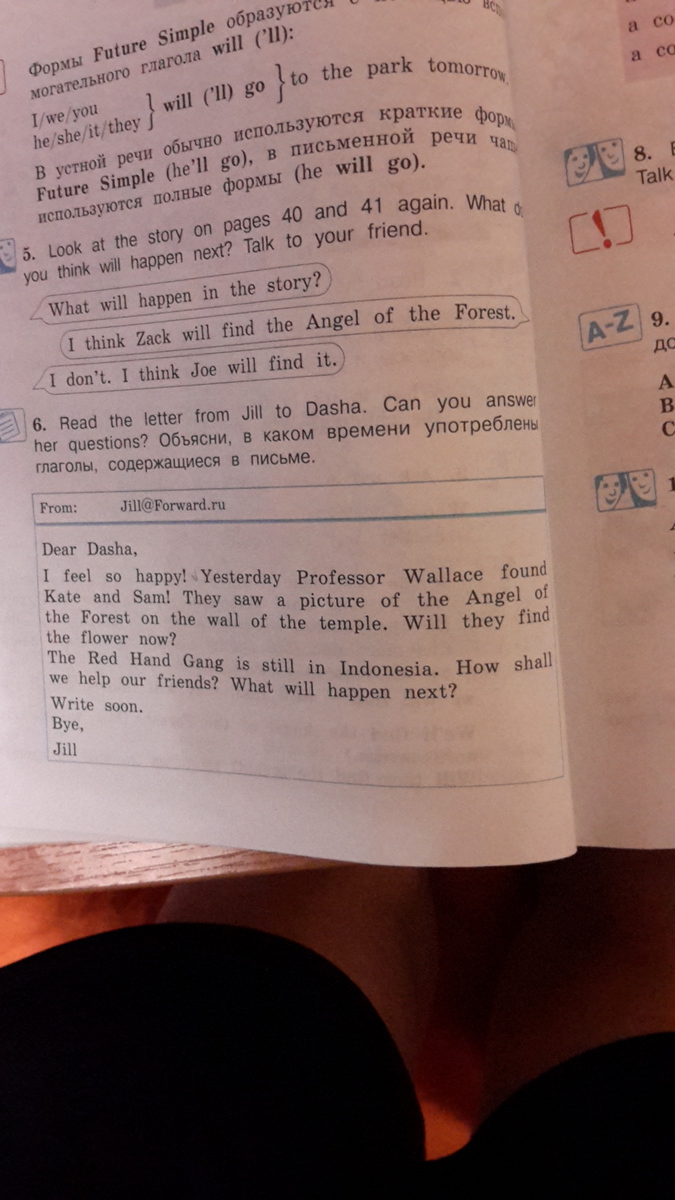 Формы Future Simple образуются с
могательного глагола will ('ll):
I/we/you
he/she/it/they
will ('ll) go
to the park tomorrow.
В устной речи обычно используются краткие
Future Simple (he'll go), в письменной речи
используются полные формы (he will go).
5. Look at the story on pages 40 and 41 again. What
you think will happen next? Talk to your friend.
What will happen in the story?
I think Zack will find the Angel of the Forest.
I don't. I think Joe will find it.
6. Read the letter from Jill to Dasha. Can you answer
her questions? Объясни, в каком времени употреблены
глаголы, содержащиеся в письме.
From: Jill@Forward.ru
Dear Dasha,
I feel so happy! Yesterday Professor Wallace found
Kate and Sam! They saw a picture of the Angel of
the Forest on the wall of the temple. Will they find
the flower now?
The Red Hand Gang is still in Indonesia. How shall
we help our friends? What will happen next?
Write soon.
Bye,
Jill
a co
a co
8.
Talk
!
A-Z
9.
до
A
B
C